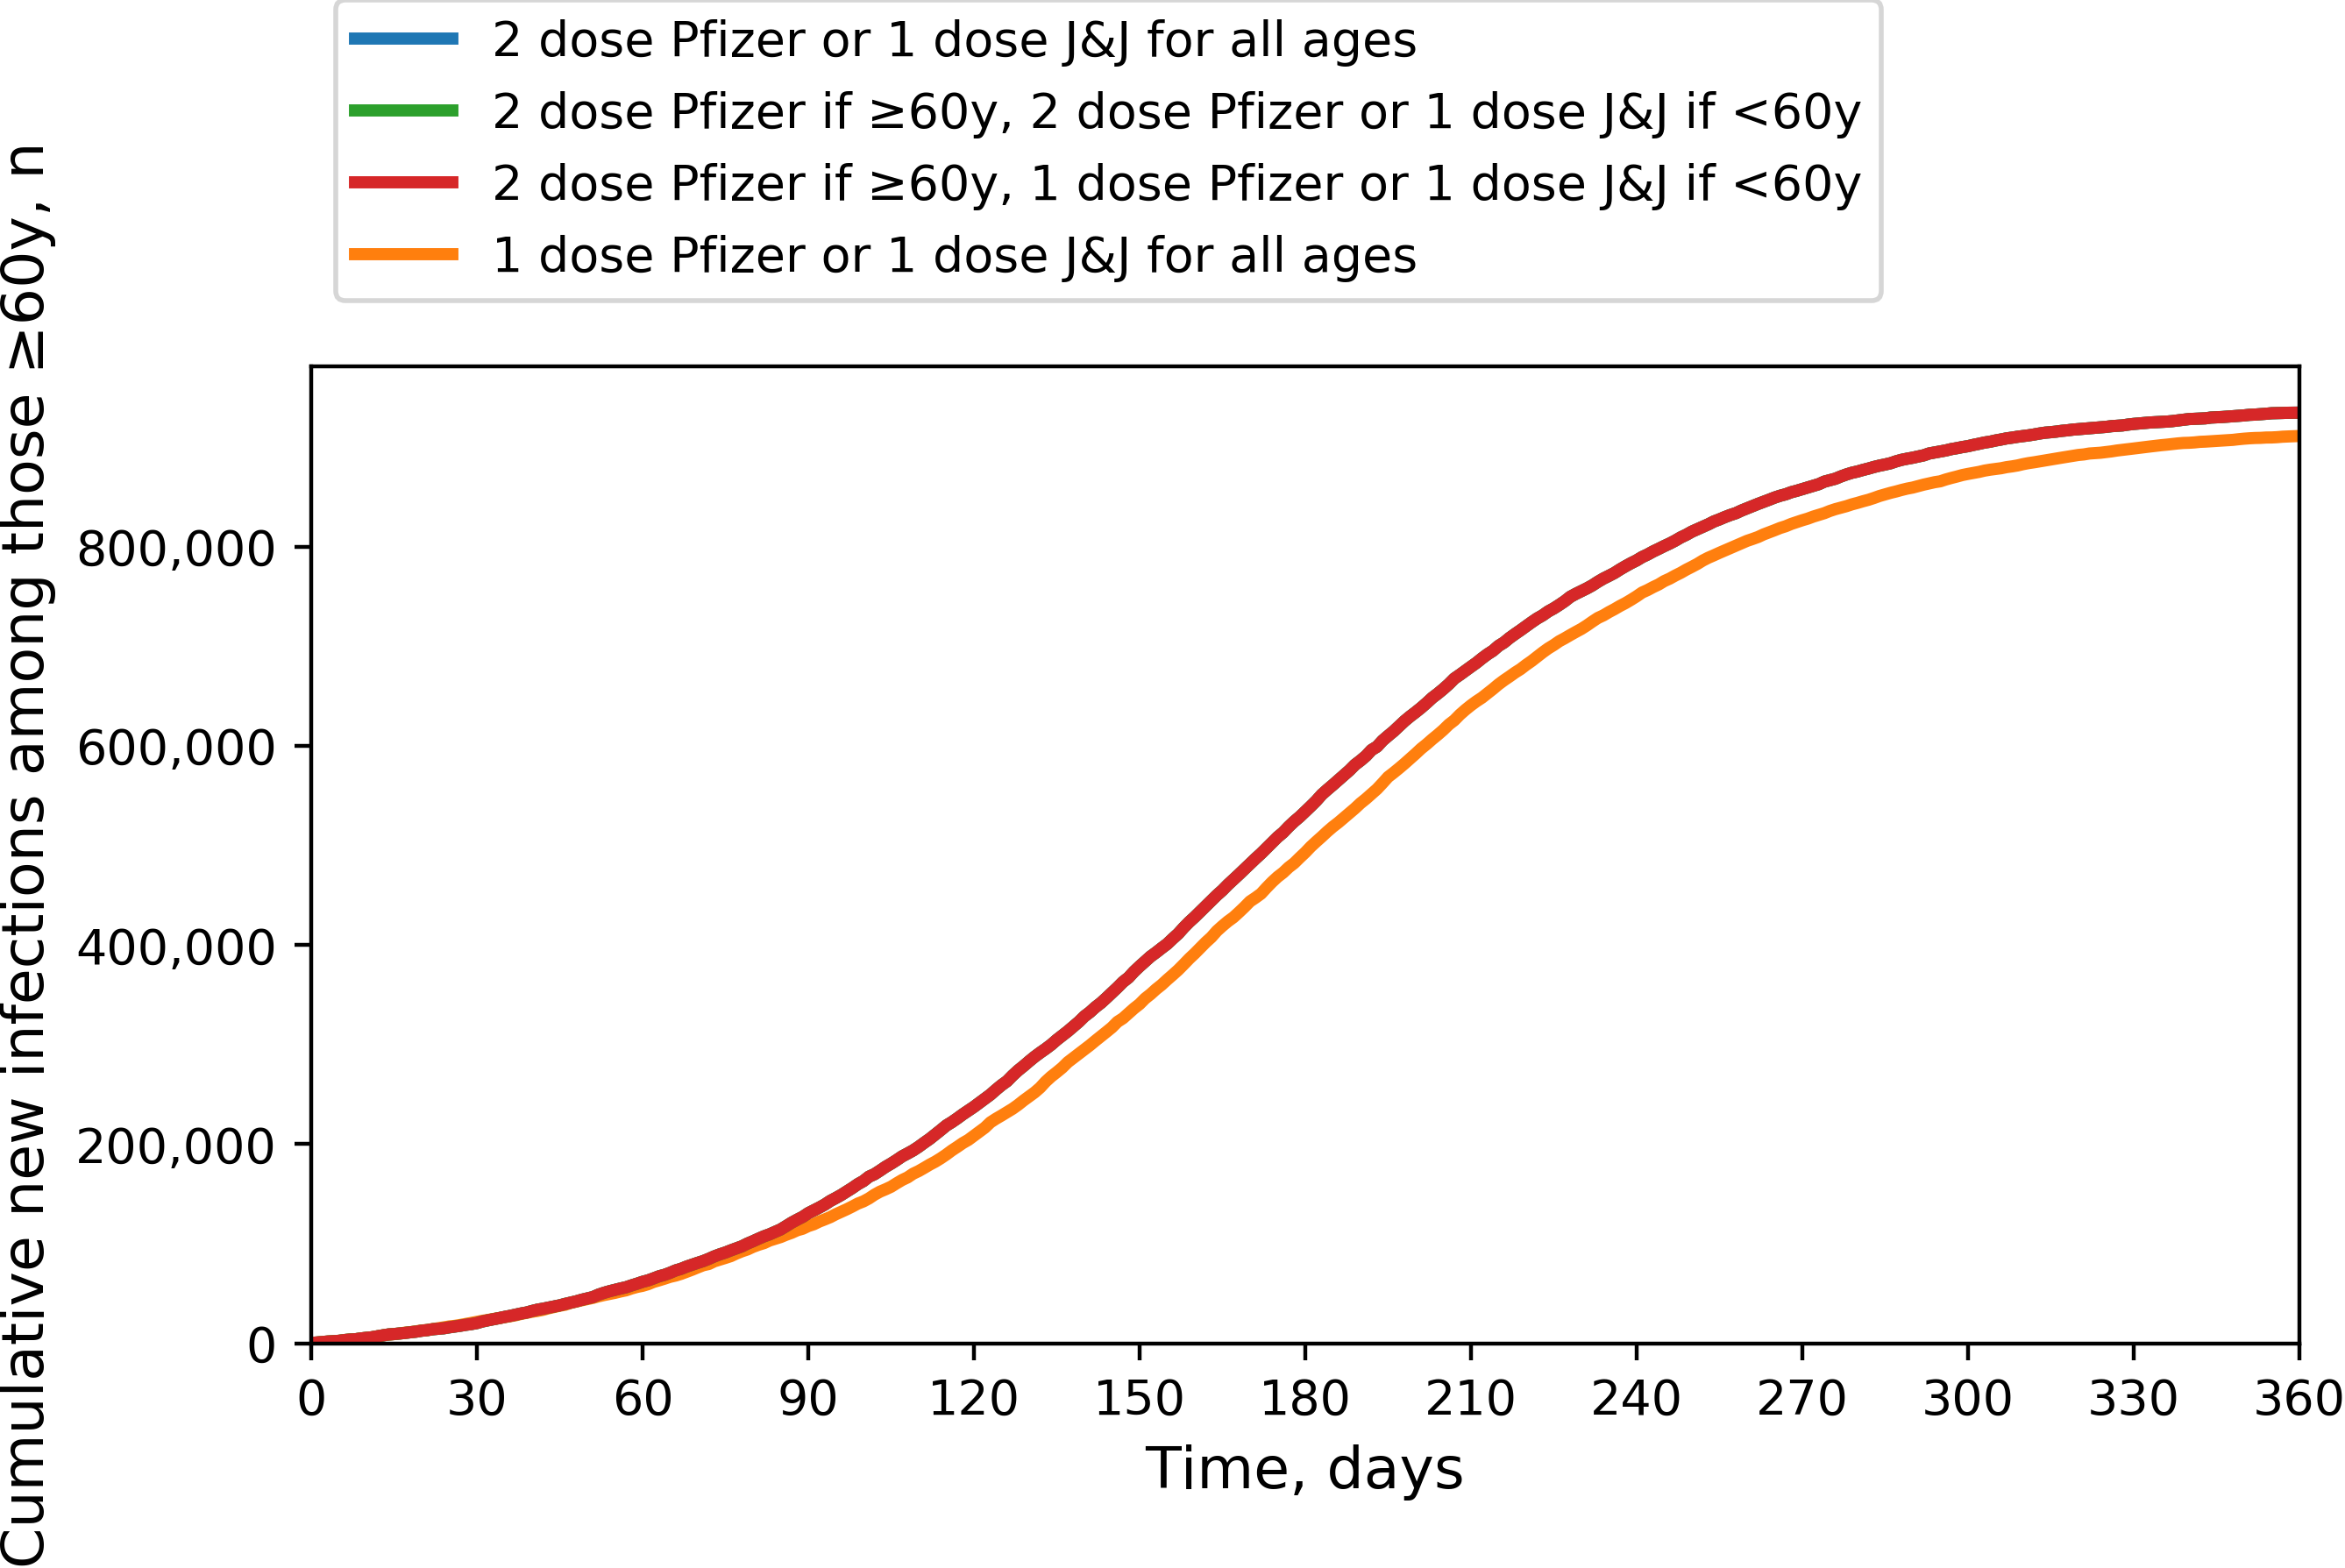 2 dose Pfizer or 1 dose J&J for all ages
2 dose Pfizer if ≥60y, 2 dose Pfizer or 1 dose J&J if <60y
2 dose Pfizer if ≥60y, 1 dose Pfizer or 1 dose J&J if <60y
1 dose Pfizer or 1 dose J&J for all ages
Cumulative new infections among those ≥60y, n
800,000
600,000
400,000
200,000
0
0 30 60 90 120 150 180 210 240 270 300 330 360
Time, days